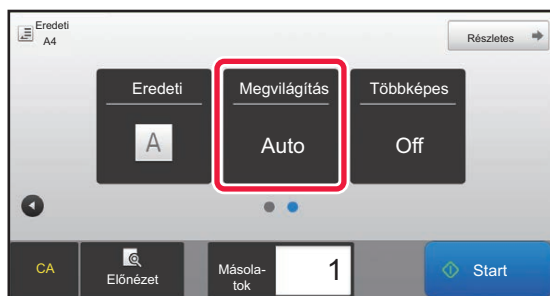 Eredeti
A4
Részletes
Eredeti
Megvilágítás
Többképes
A
Auto
Off
CA
Előnézet
Másola-
tok
1
Start